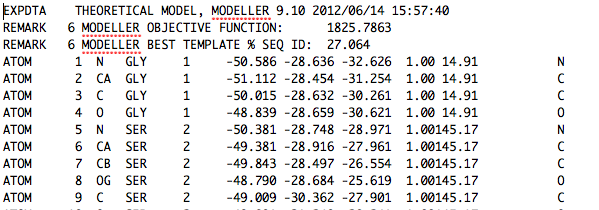 EXPDTA    THEORETICAL MODEL, MODELLER 9.10 2012/06/14 15:57:40
REMARK   6 MODELLER OBJECTIVE FUNCTION:      1825.7863
REMARK   6 MODELLER BEST TEMPLATE % SEQ ID:  27.064
ATOM      1  N   GLY     1     -50.586 -28.636 -32.626  1.00 14.91           N
ATOM      2  CA  GLY     1     -51.112 -28.454 -31.254  1.00 14.91           C
ATOM      3  C   GLY     1     -50.015 -28.632 -30.261  1.00 14.91           C
ATOM      4  O   GLY     1     -48.839 -28.659 -30.621  1.00 14.91           O
ATOM      5  N   SER     2     -50.381 -28.748 -28.971  1.00145.17           N
ATOM      6  CA  SER     2     -49.381 -28.916 -27.961  1.00145.17           C
ATOM      7  CB  SER     2     -49.843 -28.497 -26.554  1.00145.17           C
ATOM      8  OG  SER     2     -48.790 -28.684 -25.619  1.00145.17           O
ATOM      9  C   SER     2     -49.009 -30.362 -27.901  1.00145.17           C